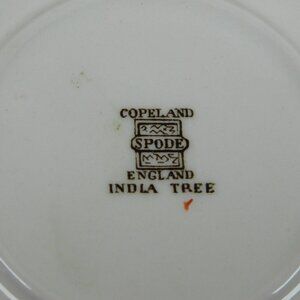 COPELAND
SPODE
ENGLAND
INDIA TREE